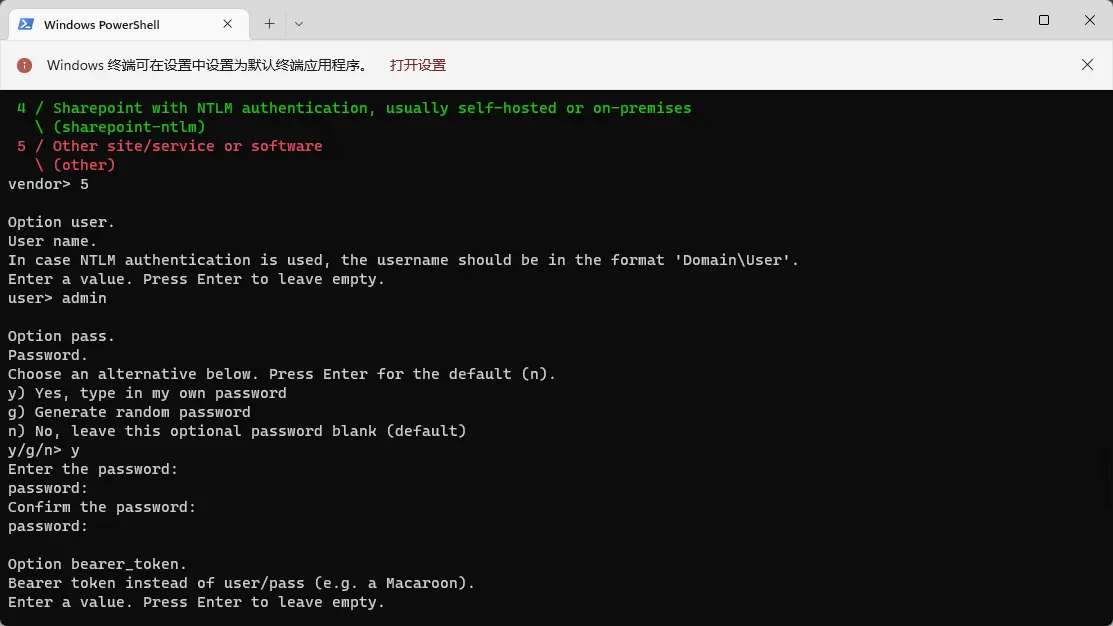 Windows PowerShell
Windows 终端可在设置中设置为默认终端应用程序。 打开设置
4 / Sharepoint with NTLM authentication, usually self-hosted or on-premises
\ (sharepoint-ntlm)
5 / Other site/service or software
\ (other)
vendor> 5
Option user.
User name.
In case NTLM authentication is used, the username should be in the format 'Domain\User'.
Enter a value. Press Enter to leave empty.
user> admin
Option pass.
Password.
Choose an alternative below. Press Enter for the default (n).
y) Yes, type in my own password
g) Generate random password
n) No, leave this optional password blank (default)
y/g/n> y
Enter the password:
password:
Confirm the password:
password:
Option bearer_token.
Bearer token instead of user/pass (e.g. a Macaroon).
Enter a value. Press Enter to leave empty.